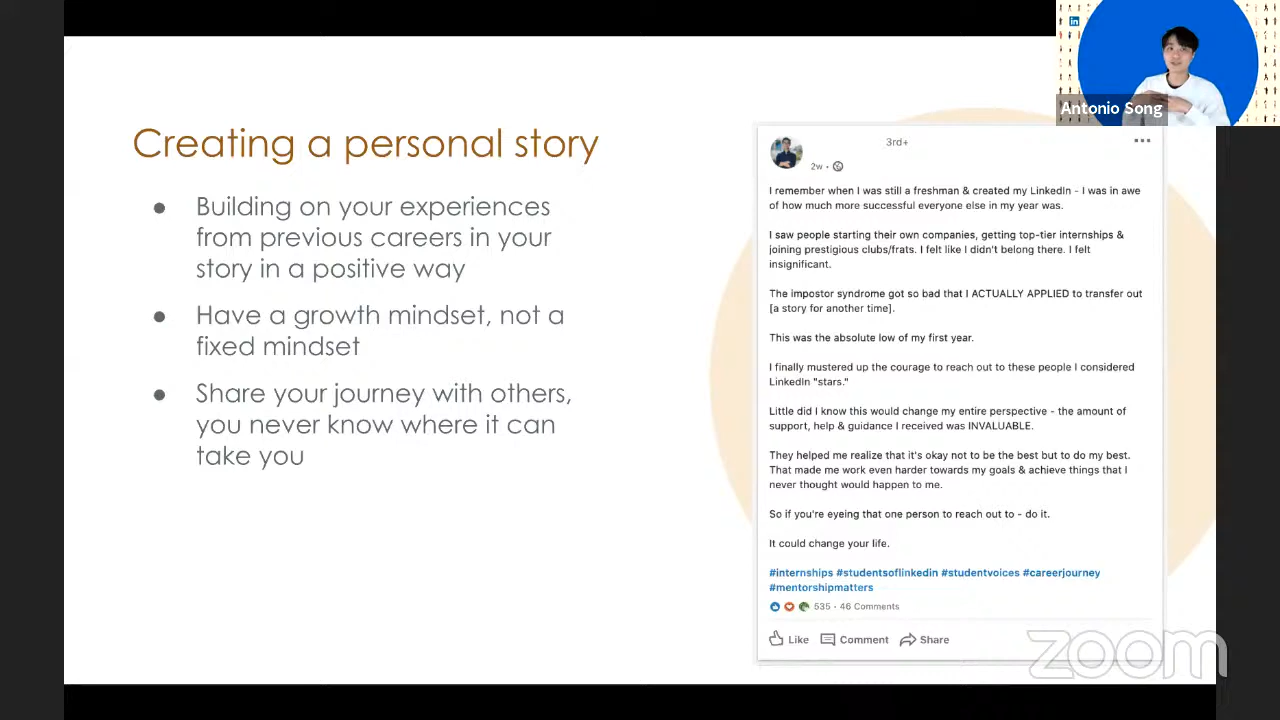 Creating a personal story
● Building on your experiences
from previous careers in your
story in a positive way
● Have a growth mindset, not a
fixed mindset
● Share your journey with others,
you never know where it can
take you
in
Antonio Song
3rd+
2w •
I remember when I was still a freshman & created my LinkedIn - I was in awe
of how much more successful everyone else in my year was.
I saw people starting their own companies, getting top-tier internships &
joining prestigious clubs/frats. I felt like I didn't belong there. I felt
insignificant.
The impostor syndrome got so bad that I ACTUALLY APPLIED to transfer out
[a story for another time].
This was the absolute low of my first year.
I finally mustered up the courage to reach out to these people I considered
LinkedIn "stars."
Little did I know this would change my entire perspective - the amount of
support, help & guidance I received was INVALUABLE.
They helped me realize that it's okay not to be the best but to do my best.
That made me work even harder towards my goals & achieve things that I
never thought would happen to me.
So if you're eyeing that one person to reach out to - do it.
It could change your life.
#internships #studentsoflinkedin #studentvoices #careerjourney
#mentorshipmatters
535 • 46 Comments
Like Comment Share
zoom